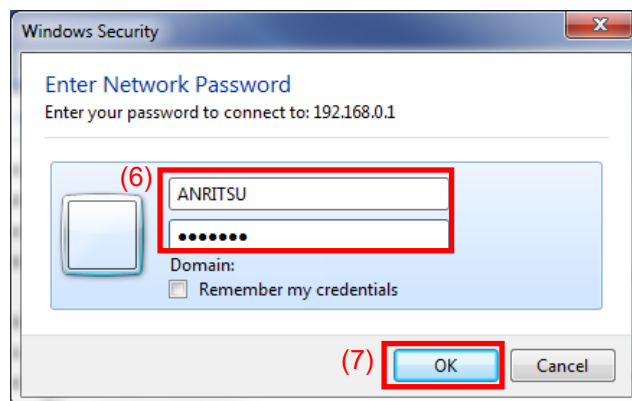 Windows Security
Enter Network Password
Enter your password to connect to: 192.168.0.1
(6)
ANRITSU
●●●●●●●
Domain:
Remember my credentials
(7)
OK Cancel